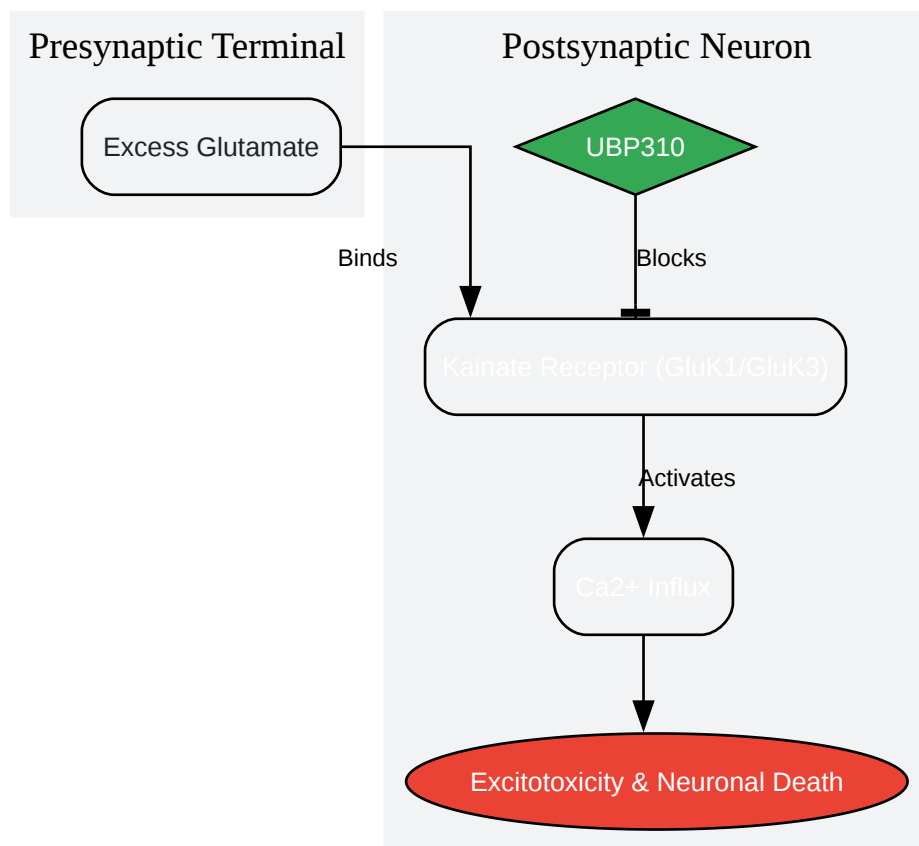 Presynaptic Terminal
Postsynaptic Neuron
Excess Glutamate
UBP310
Binds
Blocks
Kainate Receptor (GluK1/GluK3)
Activates
Ca2+ Influx
Excitotoxicity & Neuronal Death